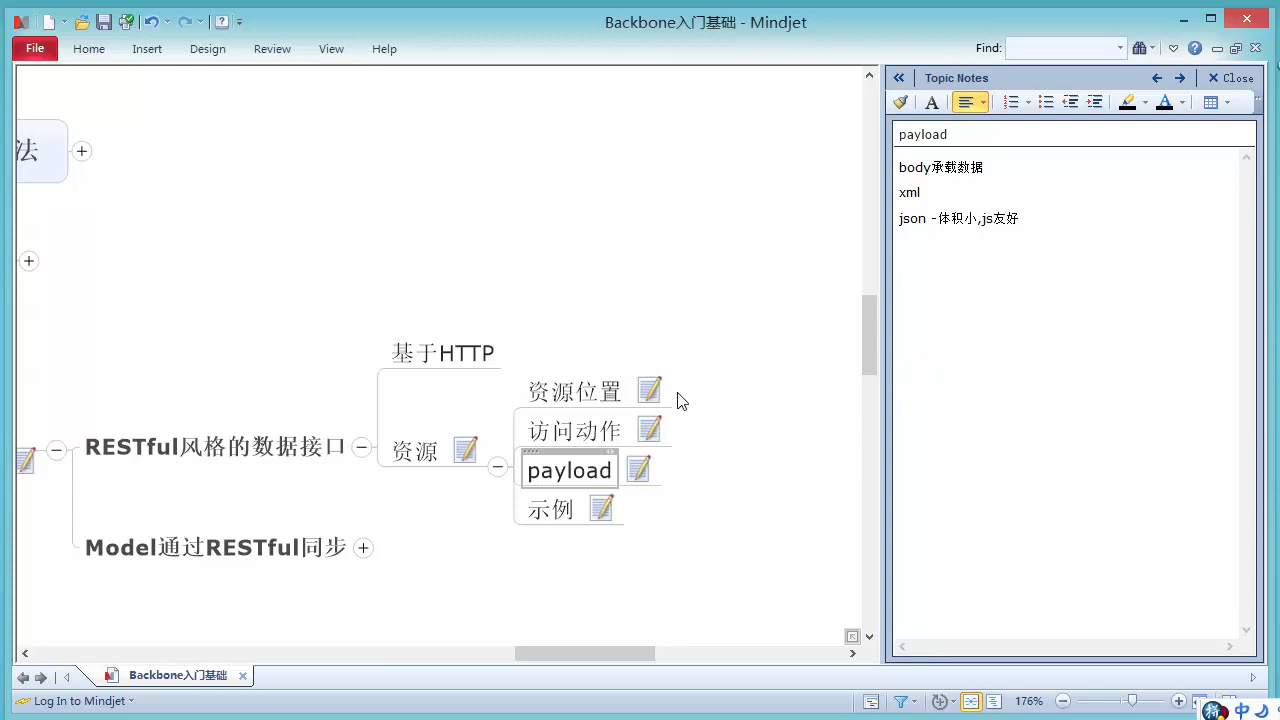 Backbone入门基础 - Mindjet
File Home Insert Design Review View Help
Find:
Topic Notes
Close
payload
body承载数据
xml
json -体积小,js友好
法
基于HTTP
资源位置
访问动作
RESTful风格的数据接口
资源
payload
示例
Model通过RESTful同步
Backbone入门基础
Log In to Mindjet
176%
拼 中